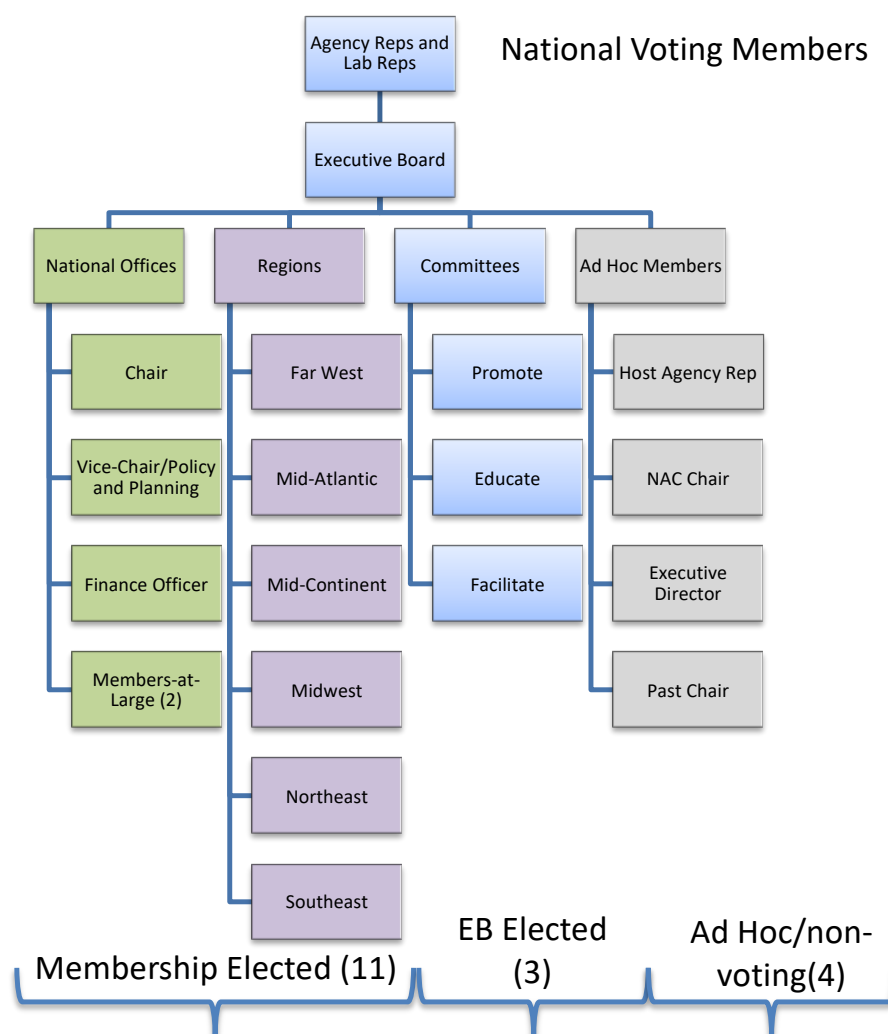 Agency Reps and
Lab Reps
National Voting Members
Executive Board
National Offices
Regions
Committees
Ad Hoc Members
Chair
Far West
Promote
Host Agency Rep
Vice-Chair/Policy
and Planning
Mid-Atlantic
Educate
NAC Chair
Finance Officer
Mid-Continent
Facilitate
Executive
Director
Members-at-
Large (2)
Midwest
Past Chair
Northeast
Southeast
Membership Elected (11)
EB Elected
(3)
Ad Hoc/non-
voting(4)